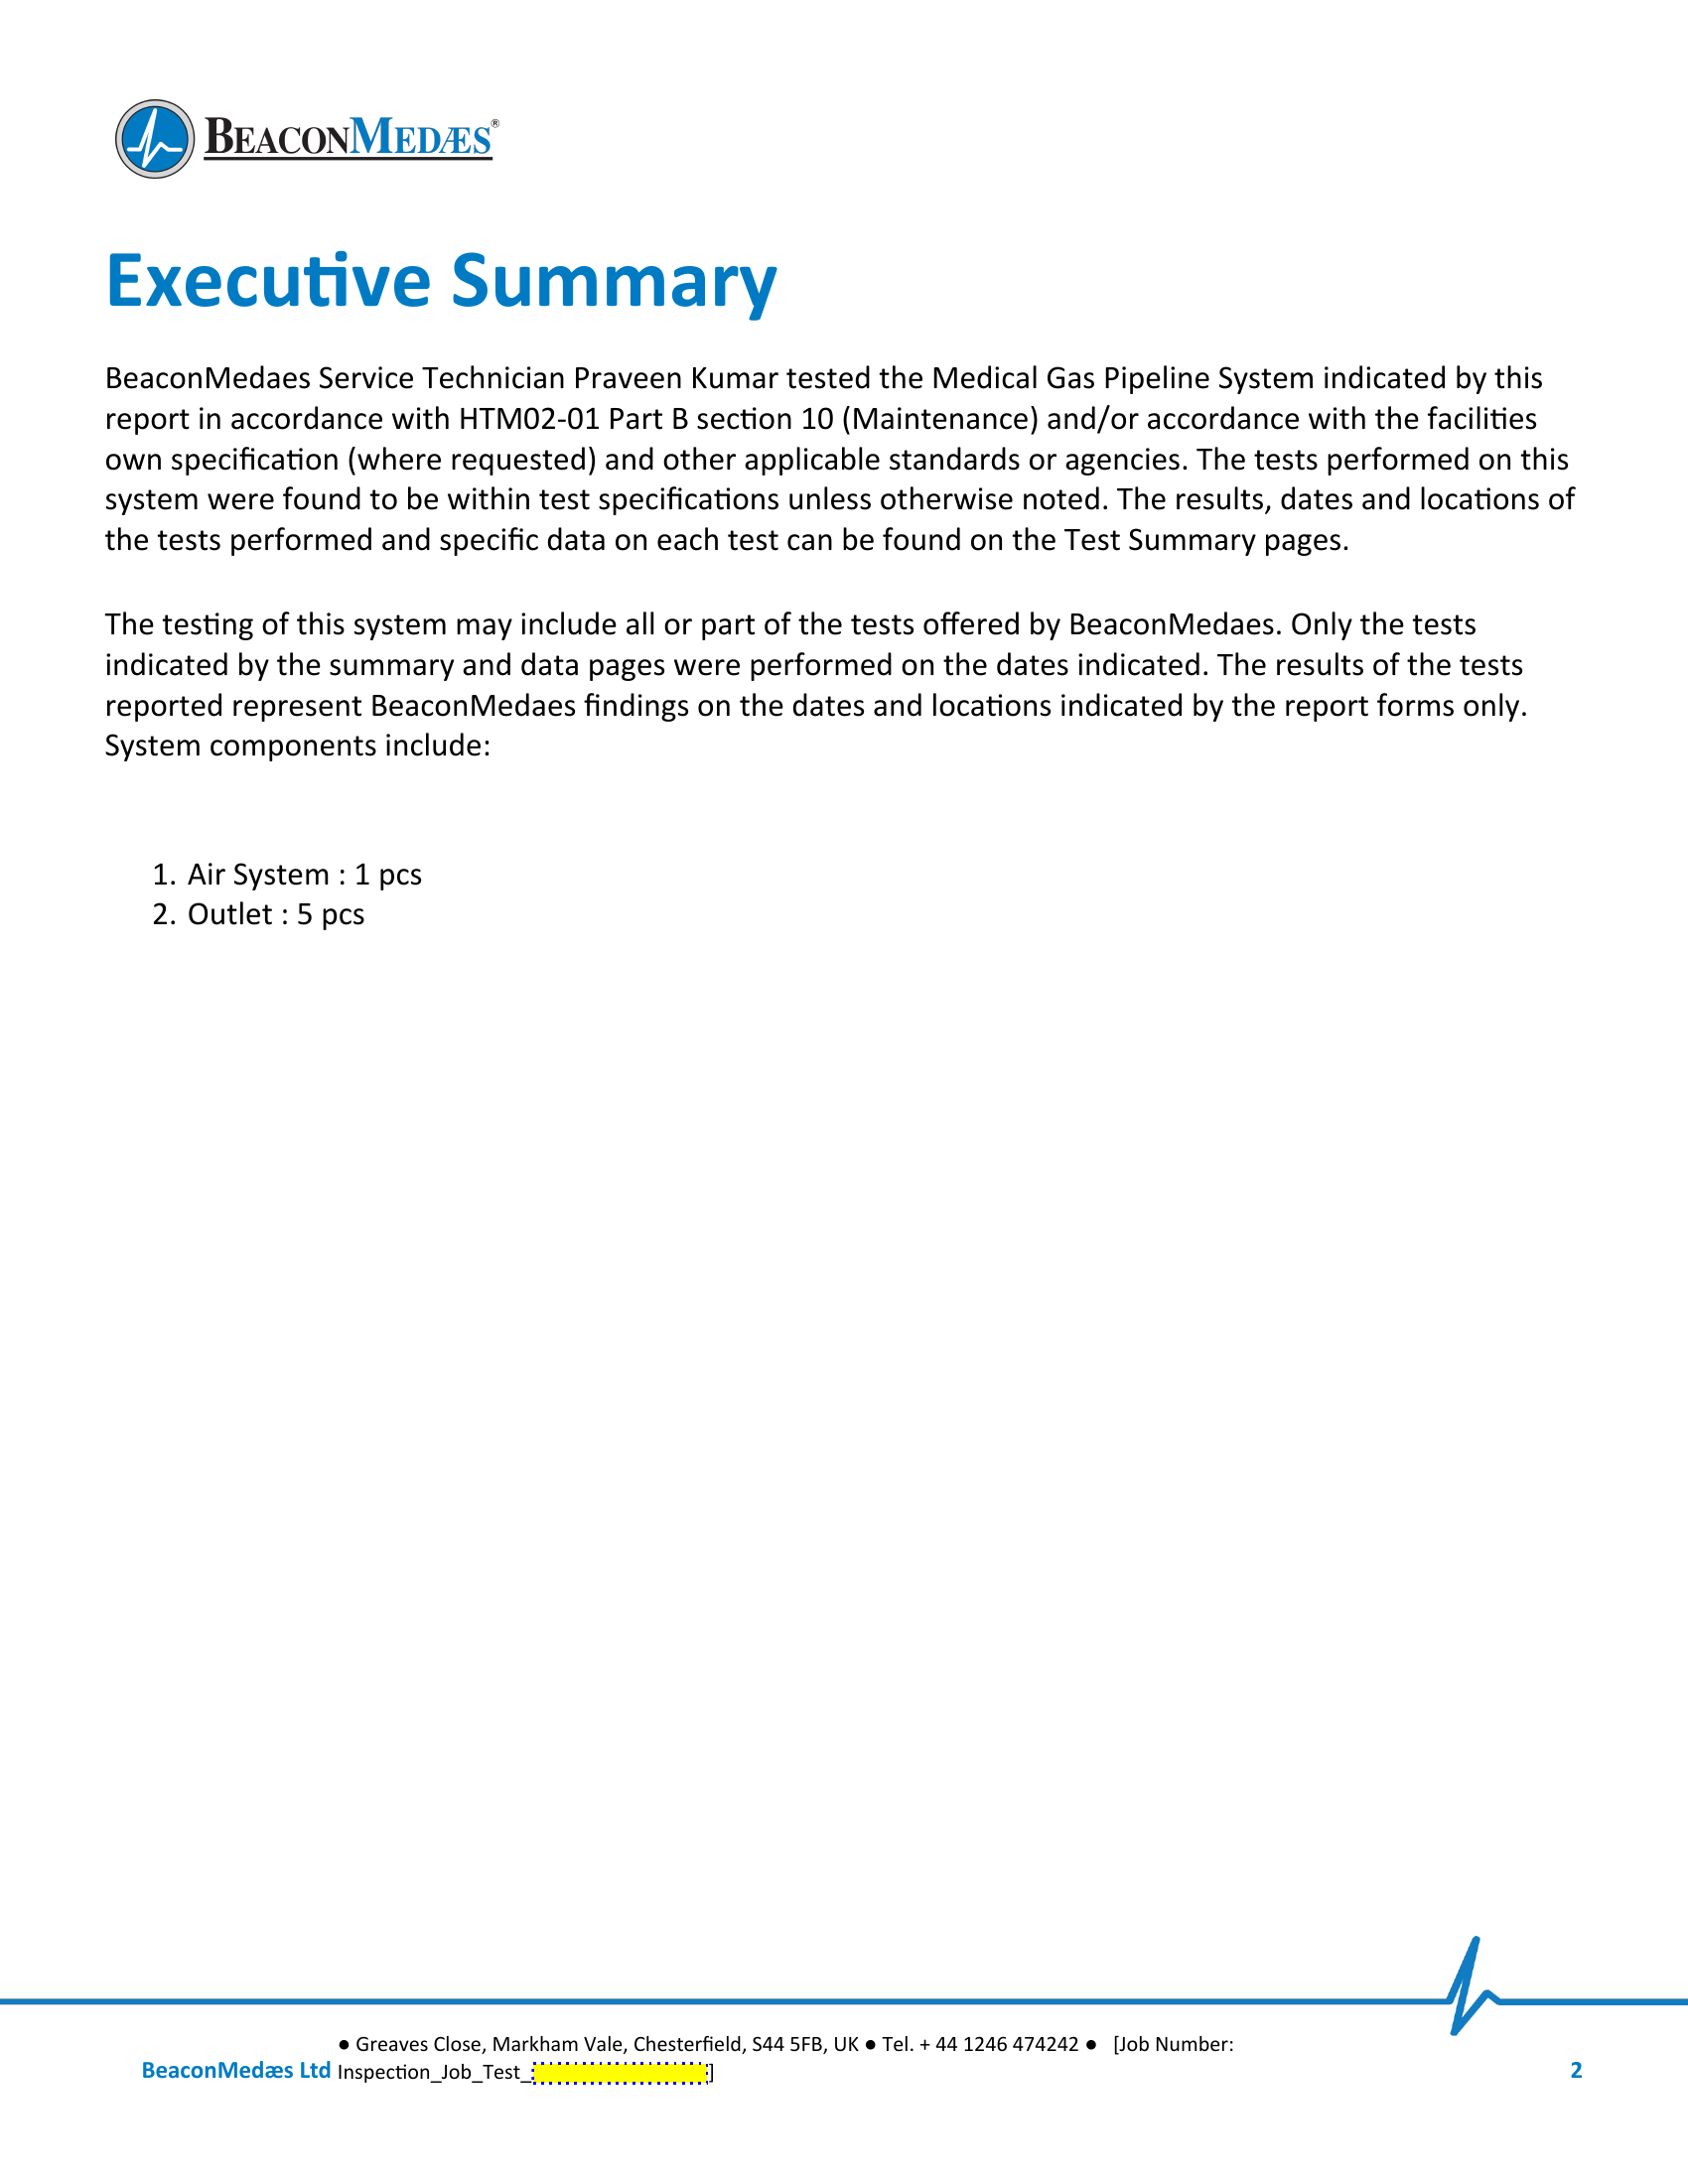 BEACONMEDÆS®
Executive Summary
BeaconMedaes Service Technician Praveen Kumar tested the Medical Gas Pipeline System indicated by this
report in accordance with HTM02-01 Part B section 10 (Maintenance) and/or accordance with the facilities
own specification (where requested) and other applicable standards or agencies. The tests performed on this
system were found to be within test specifications unless otherwise noted. The results, dates and locations of
the tests performed and specific data on each test can be found on the Test Summary pages.
The testing of this system may include all or part of the tests offered by BeaconMedaes. Only the tests
indicated by the summary and data pages were performed on the dates indicated. The results of the tests
reported represent BeaconMedaes findings on the dates and locations indicated by the report forms only.
System components include:
1. Air System : 1 pcs
2. Outlet : 5 pcs
● Greaves Close, Markham Vale, Chesterfield, S44 5FB, UK ● Tel. + 44 1246 474242 ● [Job Number:
BeaconMedæs Ltd Inspection_Job_Test_ ] 2